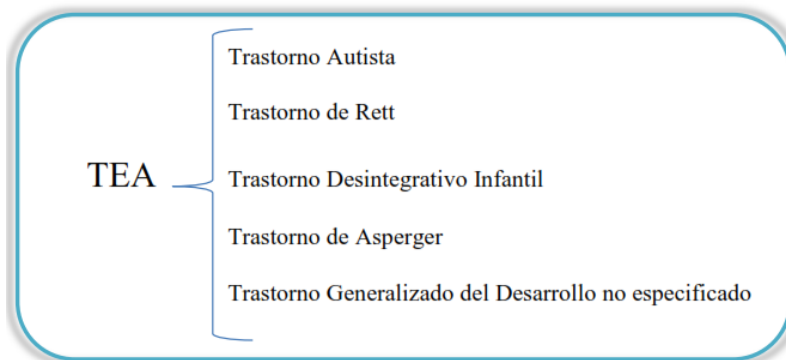 Trastorno Autista
Trastorno de Rett
TEA
Trastorno Desintegrativo Infantil
Trastorno de Asperger
Trastorno Generalizado del Desarrollo no especificado